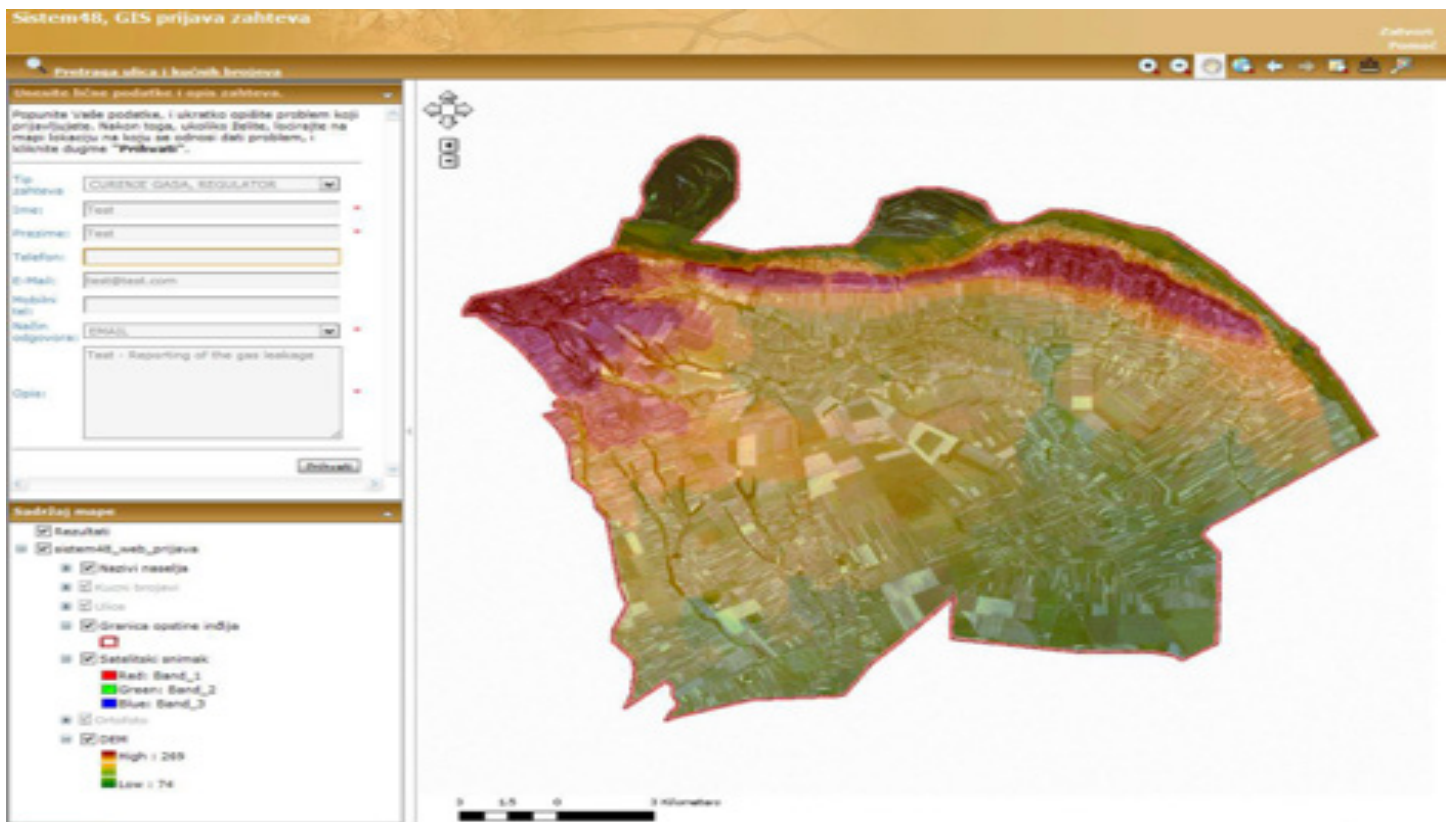 Sistem48, GIS prijava zahteva
Zatvori
Pomoć
Pretraga ulica i kućnih brojeva
Unesite lične podatke i opis zahteva.
Popunite Vaše podatke, i ukratko opišite problem koji
prijavljujete. Nakon toga, ukoliko želite, locirajte na
mapi lokaciju na koju se odnosi dati problem, i
kliknite dugme "Prihvati".
Tip
zahteva:
CURENJE GASA, REGULATOR
Ime:
Test
*
Prezime:
Test
*
Telefon:
E-Mail:
test@test.com
Mobilni
tel:
Način
odgovora:
EMAIL
*
Opis:
Test - Reporting of the gas leakage
*
Prihvati
Sadržaj mape
Rezultati
sistem48_web_prijava
Nazivi naselja
Kucni brojevi
Ulice
Granica opstine inđija
Satelitski snimak
Red: Band_1
Green: Band_2
Blue: Band_3
Ortofoto
DEM
High : 269
Low : 74
3 1.5 0 3 Kilometers